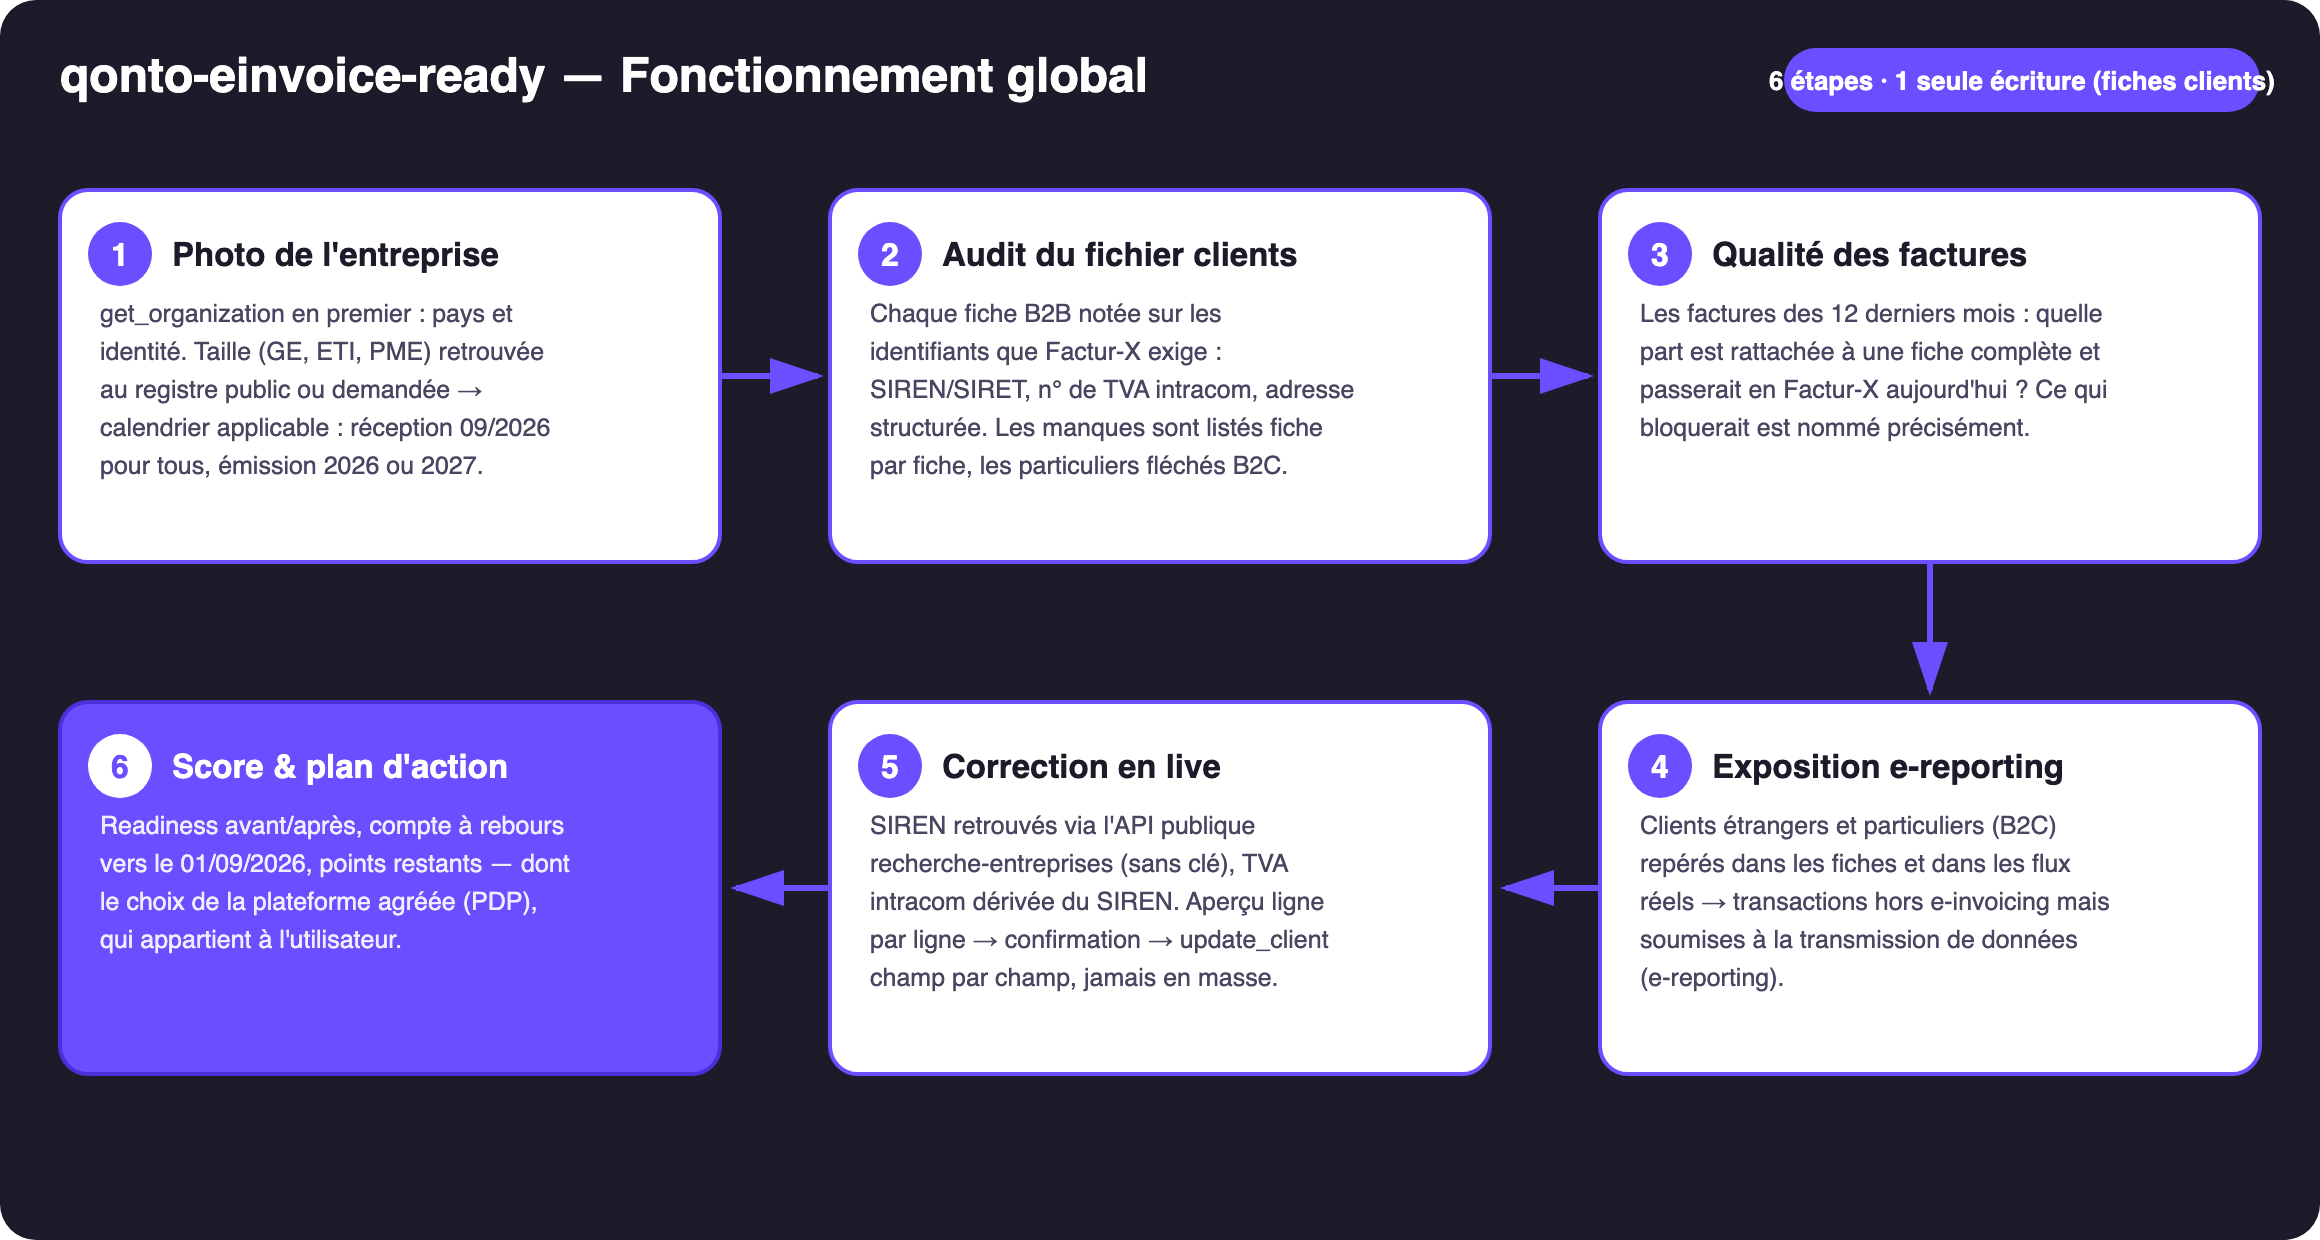 qonto-einvoice-ready — Fonctionnement global
6 étapes · 1 seule écriture (fiches clients)
1 Photo de l'entreprise
get_organization en premier : pays et
identité. Taille (GE, ETI, PME) retrouvée
au registre public ou demandée →
calendrier applicable : réception 09/2026
pour tous, émission 2026 ou 2027.
2 Audit du fichier clients
Chaque fiche B2B notée sur les
identifiants que Factur-X exige :
SIREN/SIRET, n° de TVA intracom, adresse
structurée. Les manques sont listés fiche
par fiche, les particuliers fléchés B2C.
3 Qualité des factures
Les factures des 12 derniers mois : quelle
part est rattachée à une fiche complète et
passerait en Factur-X aujourd'hui ? Ce qui
bloquerait est nommé précisément.
4 Exposition e-reporting
Clients étrangers et particuliers (B2C)
repérés dans les fiches et dans les flux
réels → transactions hors e-invoicing mais
soumises à la transmission de données
(e-reporting).
5 Correction en live
SIREN retrouvés via l'API publique
recherche-entreprises (sans clé), TVA
intracom dérivée du SIREN. Aperçu ligne
par ligne → confirmation → update_client
champ par champ, jamais en masse.
6 Score & plan d'action
Readiness avant/après, compte à rebours
vers le 01/09/2026, points restants — dont
le choix de la plateforme agréée (PDP),
qui appartient à l'utilisateur.